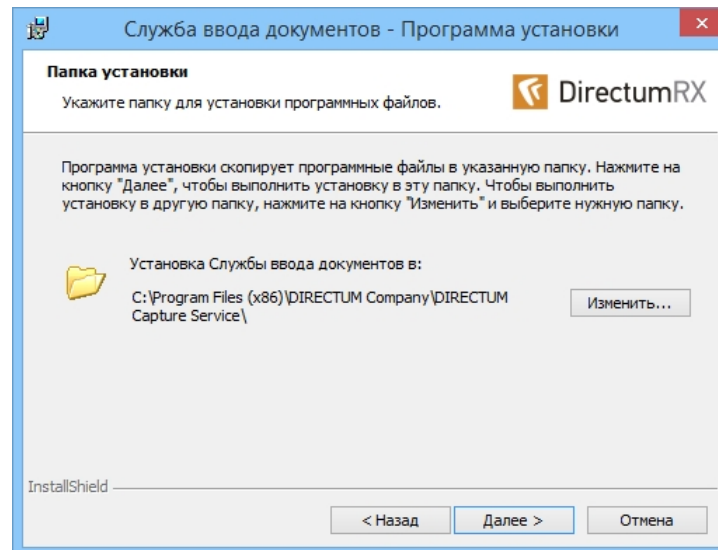 Служба ввода документов - Программа установки
Папка установки
Укажите папку для установки программных файлов.
DirectumRX
Программа установки скопирует программные файлы в указанную папку. Нажмите на
кнопку "Далее", чтобы выполнить установку в эту папку. Чтобы выполнить
установку в другую папку, нажмите на кнопку "Изменить" и выберите нужную папку.
Установка Службы ввода документов в:
C:\Program Files (x86)\DIRECTUM Company\DIRECTUM
Capture Service\
Изменить...
InstallShield
< Назад
Далее >
Отмена